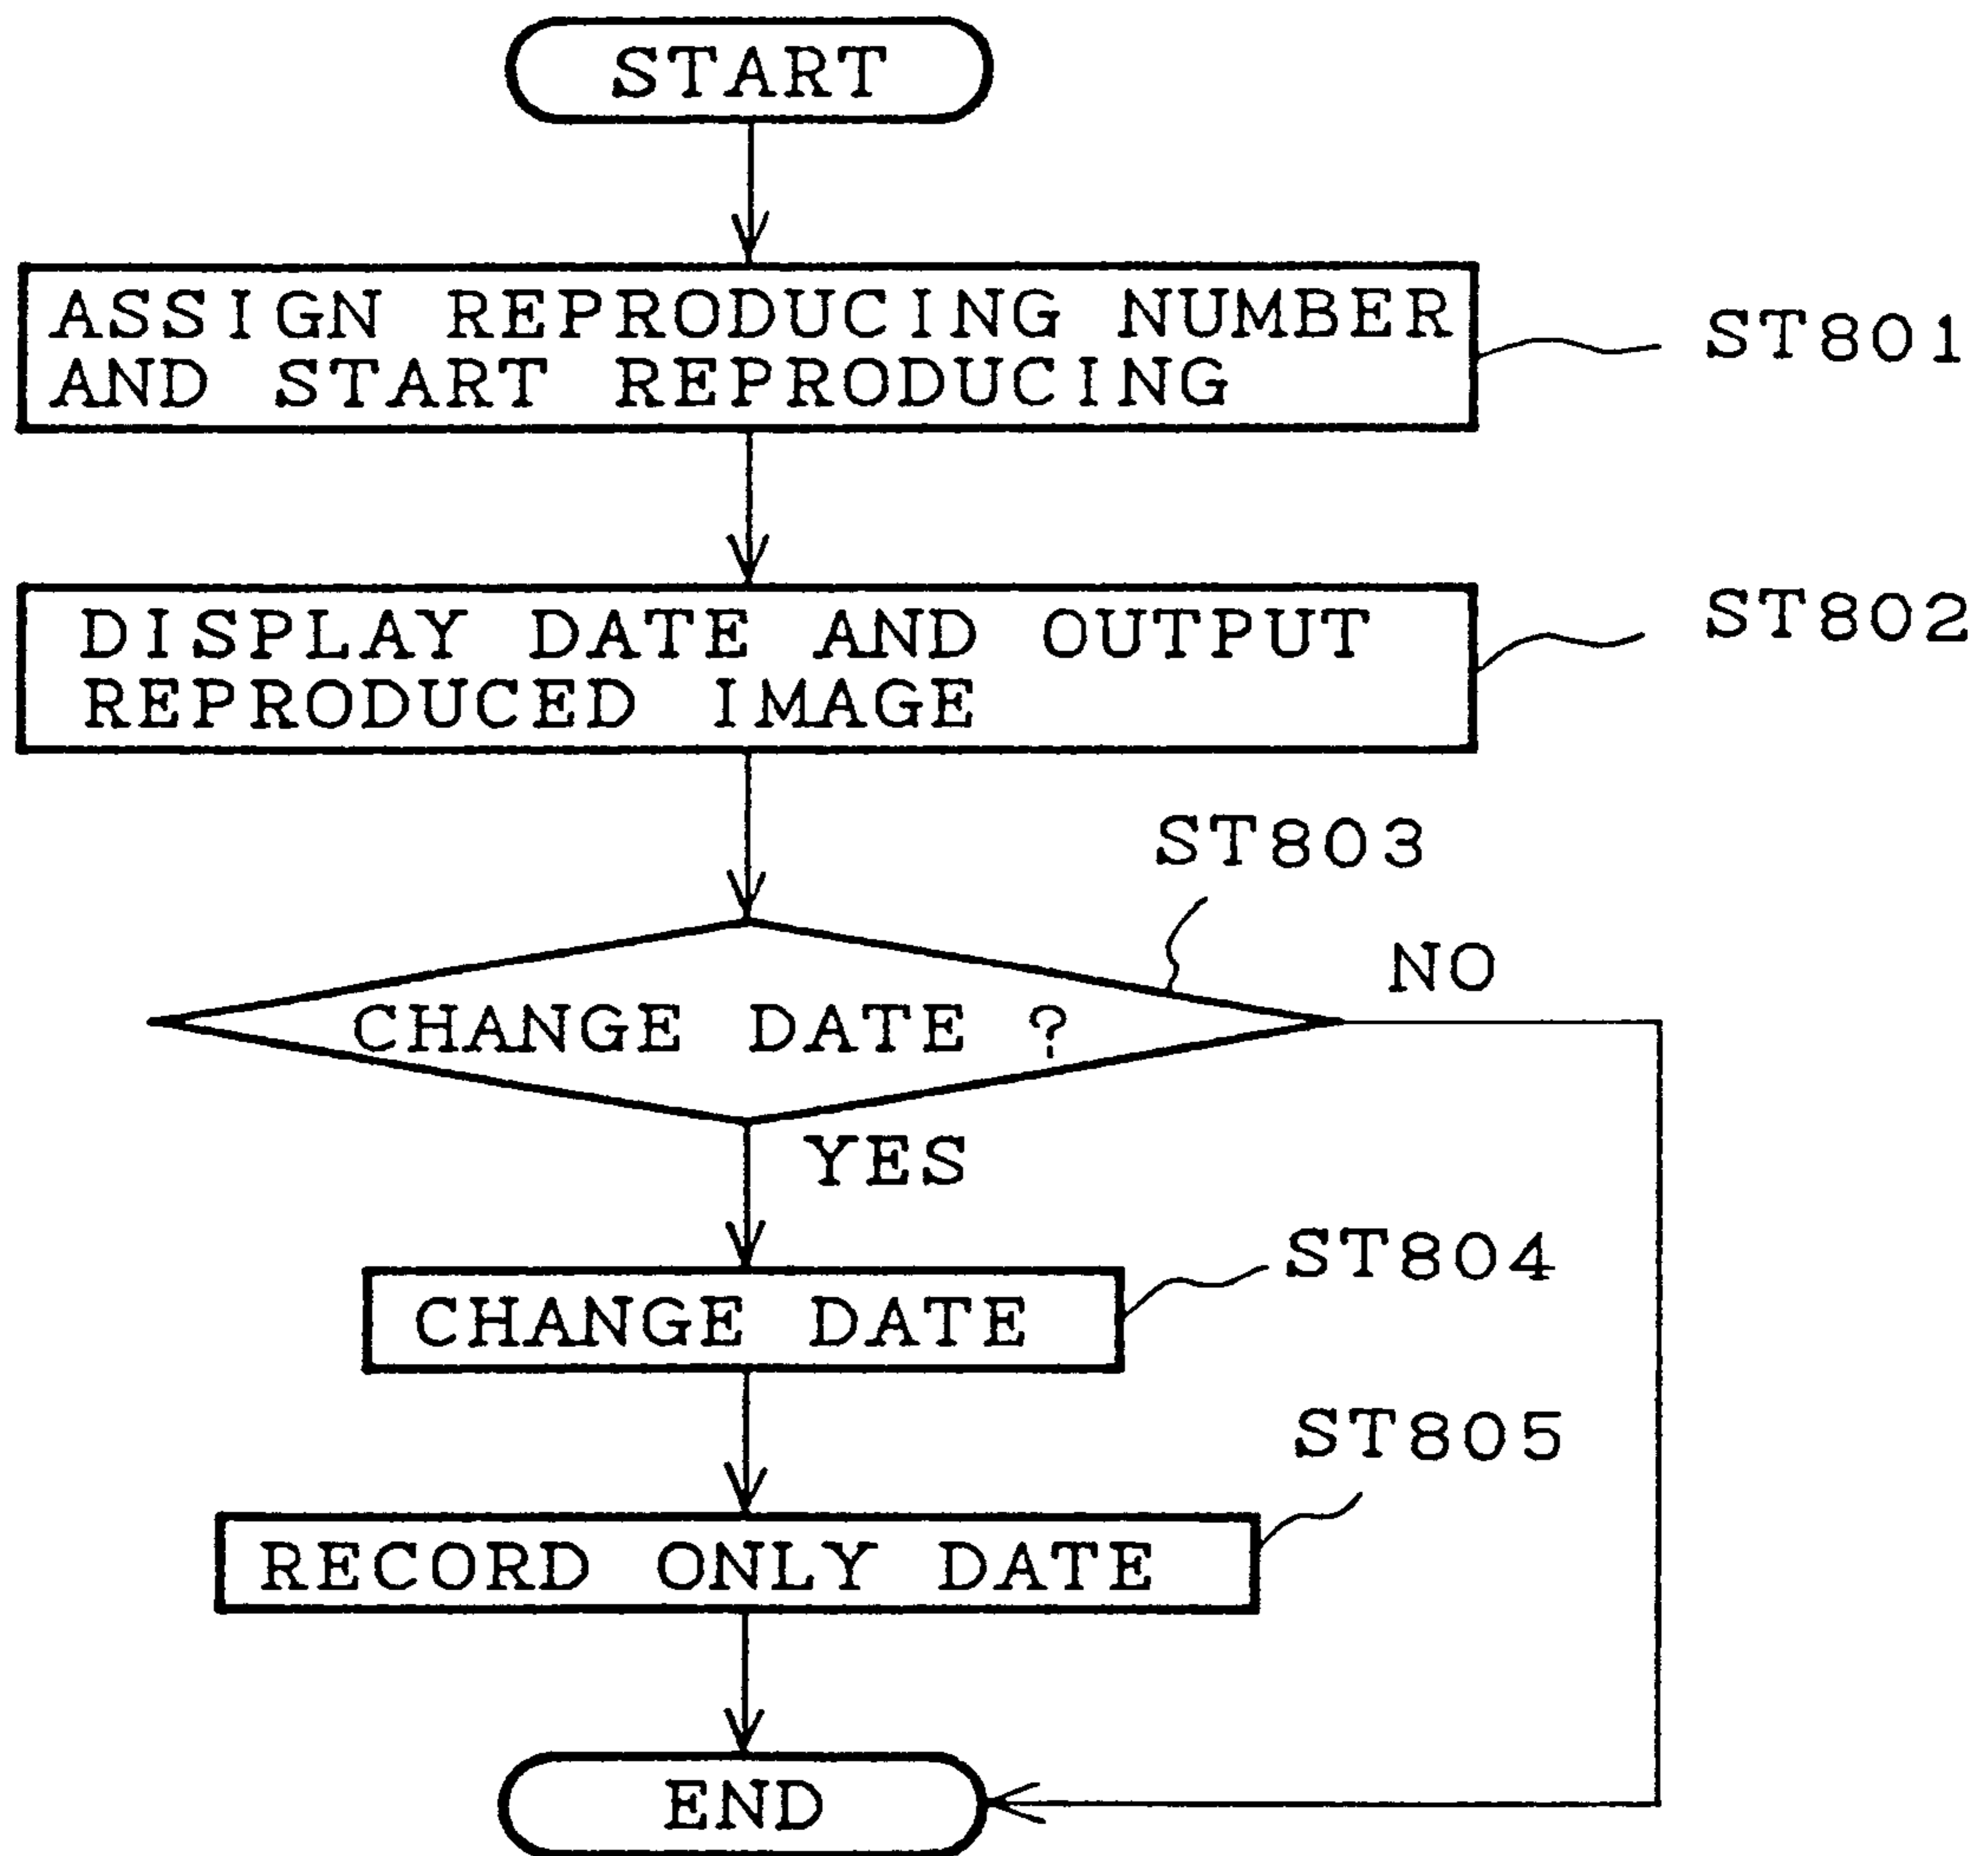 START
ASSIGN REPRODUCING NUMBER
AND START REPRODUCING
ST801
DISPLAY DATE AND OUTPUT
REPRODUCED IMAGE
ST802
ST803
CHANGE DATE ?
NO
YES
ST804
CHANGE DATE
ST805
RECORD ONLY DATE
END